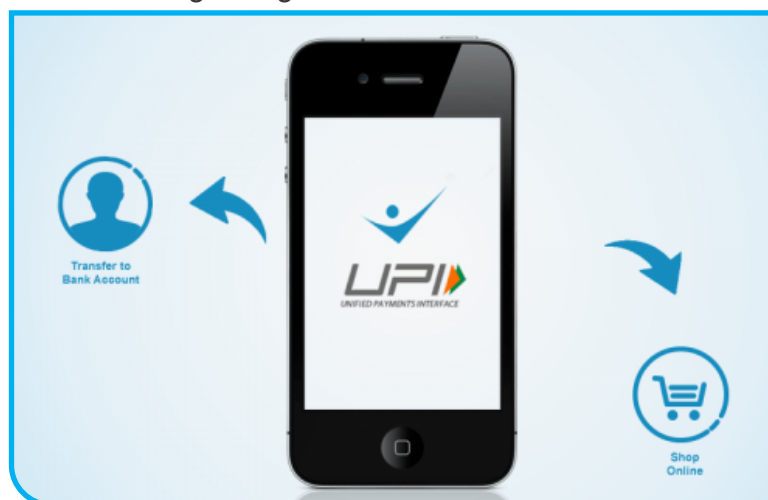 Transfer to
Bank Account
UPI
UNIFIED PAYMENTS INTERFACE
Shop
Online